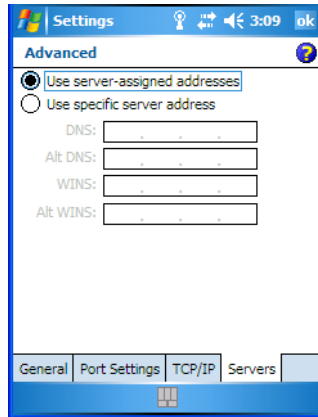 Settings 3:09 ok
Advanced ?
Use server-assigned addresses
Use specific server address
DNS: . . .
Alt DNS: . . .
WINS: . . .
Alt WINS: . . .
General Port Settings TCP/IP Servers